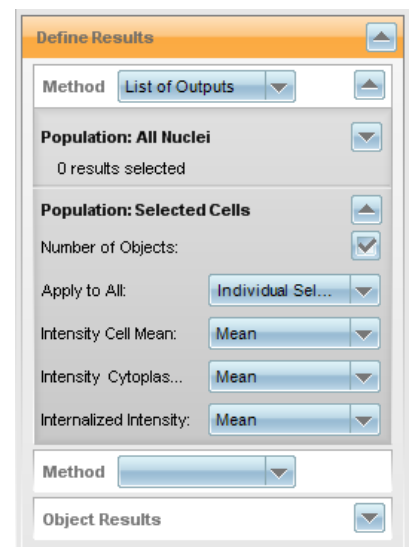 Define Results
Method List of Outputs
Population: All Nuclei
0 results selected
Population: Selected Cells
Number of Objects:
Apply to All: Individual Sel...
Intensity Cell Mean: Mean
Intensity Cytoplas... Mean
Internalized Intensity: Mean
Method
Object Results